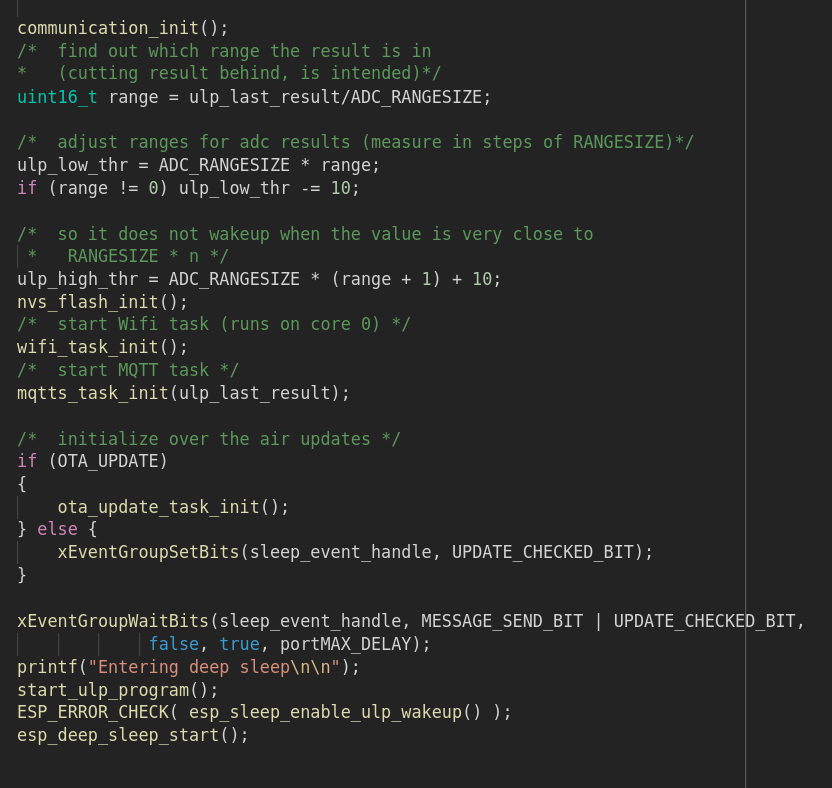 communication_init();
/*  find out which range the result is in
*   (cutting result behind, is intended)*/
uint16_t range = ulp_last_result/ADC_RANGESIZE;

/*  adjust ranges for adc results (measure in steps of RANGESIZE)*/
ulp_low_thr = ADC_RANGESIZE * range;
if (range != 0) ulp_low_thr -= 10;

/*  so it does not wakeup when the value is very close to
 *   RANGESIZE * n */
ulp_high_thr = ADC_RANGESIZE * (range + 1) + 10;
nvs_flash_init();
/*  start Wifi task (runs on core 0) */
wifi_task_init();
/*  start MQTT task */
mqtts_task_init(ulp_last_result);

/*  initialize over the air updates */
if (OTA_UPDATE)
{
    ota_update_task_init();
} else {
    xEventGroupSetBits(sleep_event_handle, UPDATE_CHECKED_BIT);
}

xEventGroupWaitBits(sleep_event_handle, MESSAGE_SEND_BIT | UPDATE_CHECKED_BIT,
             false, true, portMAX_DELAY);
printf("Entering deep sleep\n\n");
start_ulp_program();
ESP_ERROR_CHECK( esp_sleep_enable_ulp_wakeup() );
esp_deep_sleep_start();